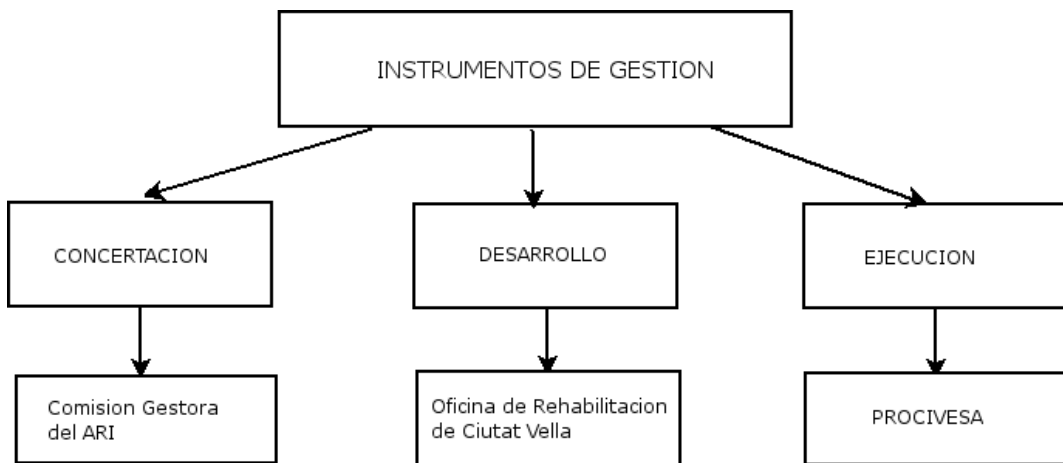 INSTRUMENTOS DE GESTION
CONCERTACION
DESARROLLO
EJECUCION
Comision Gestora
del ARI
Oficina de Rehabilitacion
de Ciutat Vella
PROCIVESA